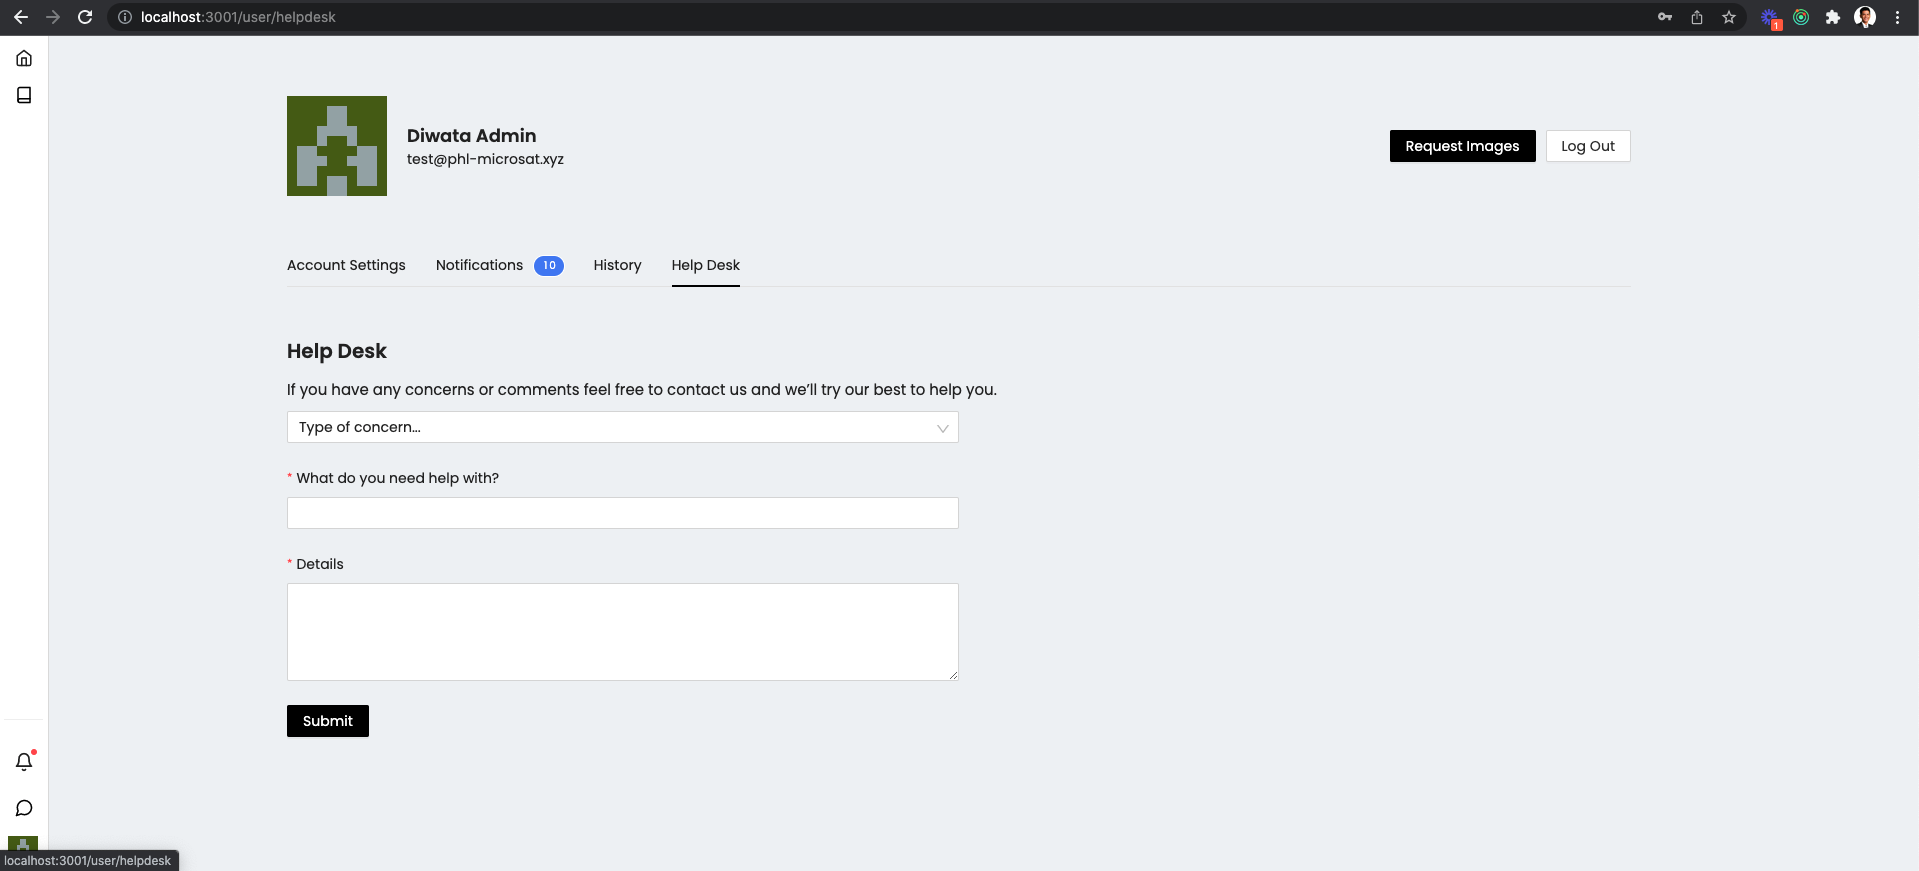 localhost:3001/user/helpdesk
1
Diwata Admin
test@phl-microsat.xyz
Request Images
Log Out
Account Settings
Notifications 10
History
Help Desk
Help Desk
If you have any concerns or comments feel free to contact us and we’ll try our best to help you.
Type of concern...
* What do you need help with?
* Details
Submit
localhost:3001/user/helpdesk